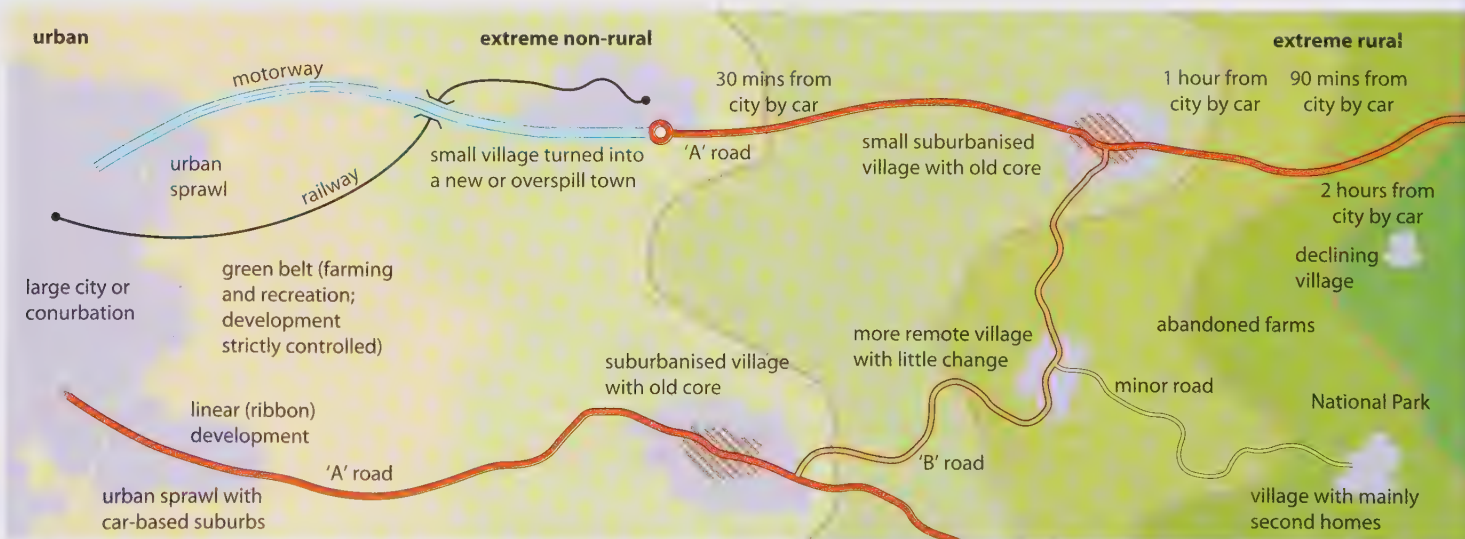 urban
extreme non-rural
extreme rural
motorway
30 mins from
city by car
1 hour from
city by car
90 mins from
city by car
urban
sprawl
railway
small village turned into
a new or overspill town
'A' road
small suburbanised
village with old core
2 hours from
city by car
declining
village
large city or
conurbation
green belt (farming
and recreation;
development
strictly controlled)
more remote village
with little change
abandoned farms
suburbanised village
with old core
minor road
National Park
linear (ribbon)
development
'A' road
'B' road
urban sprawl with
car-based suburbs
village with mainly
second homes